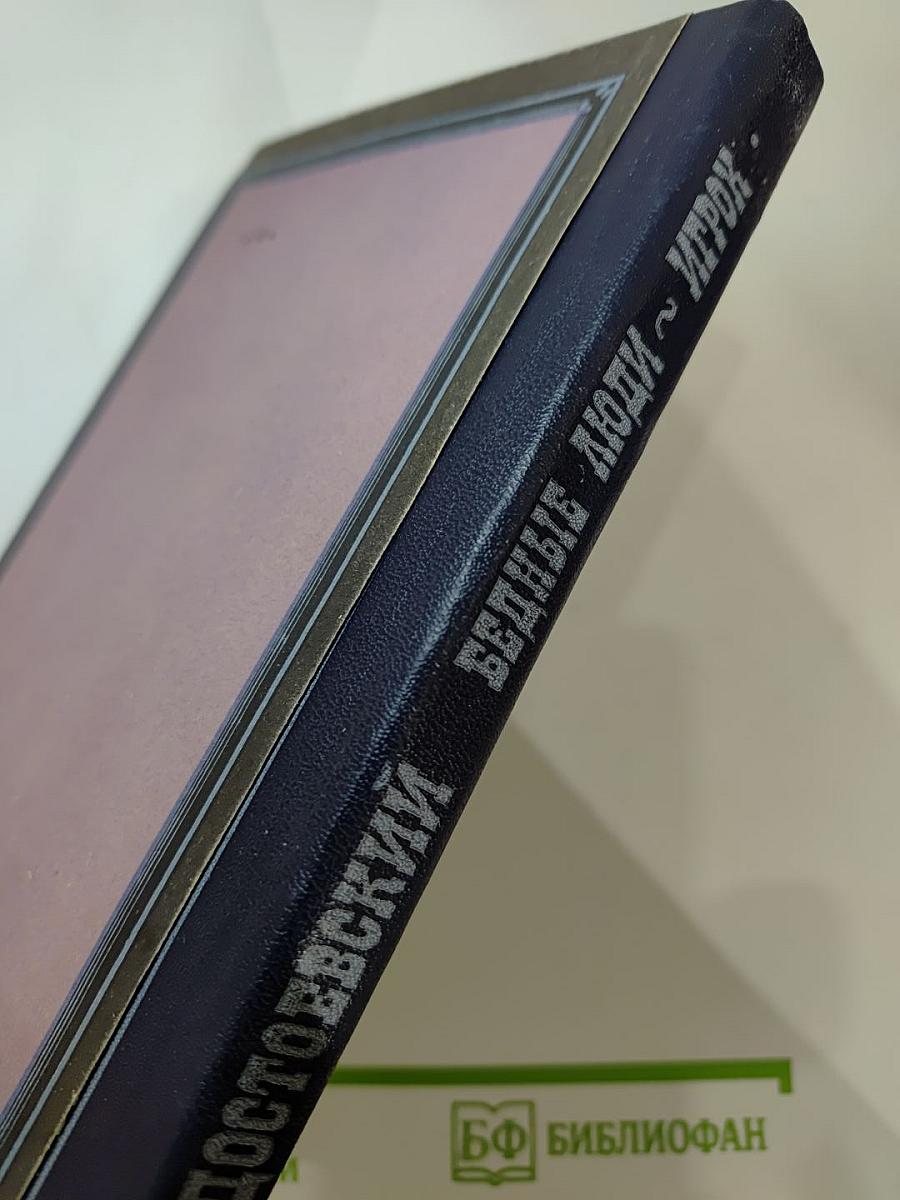 ДОСТОЕВСКИЙ БЕДНЫЕ ЛЮДИ ~ ИГРОК .
БФ БИБЛИОФАН